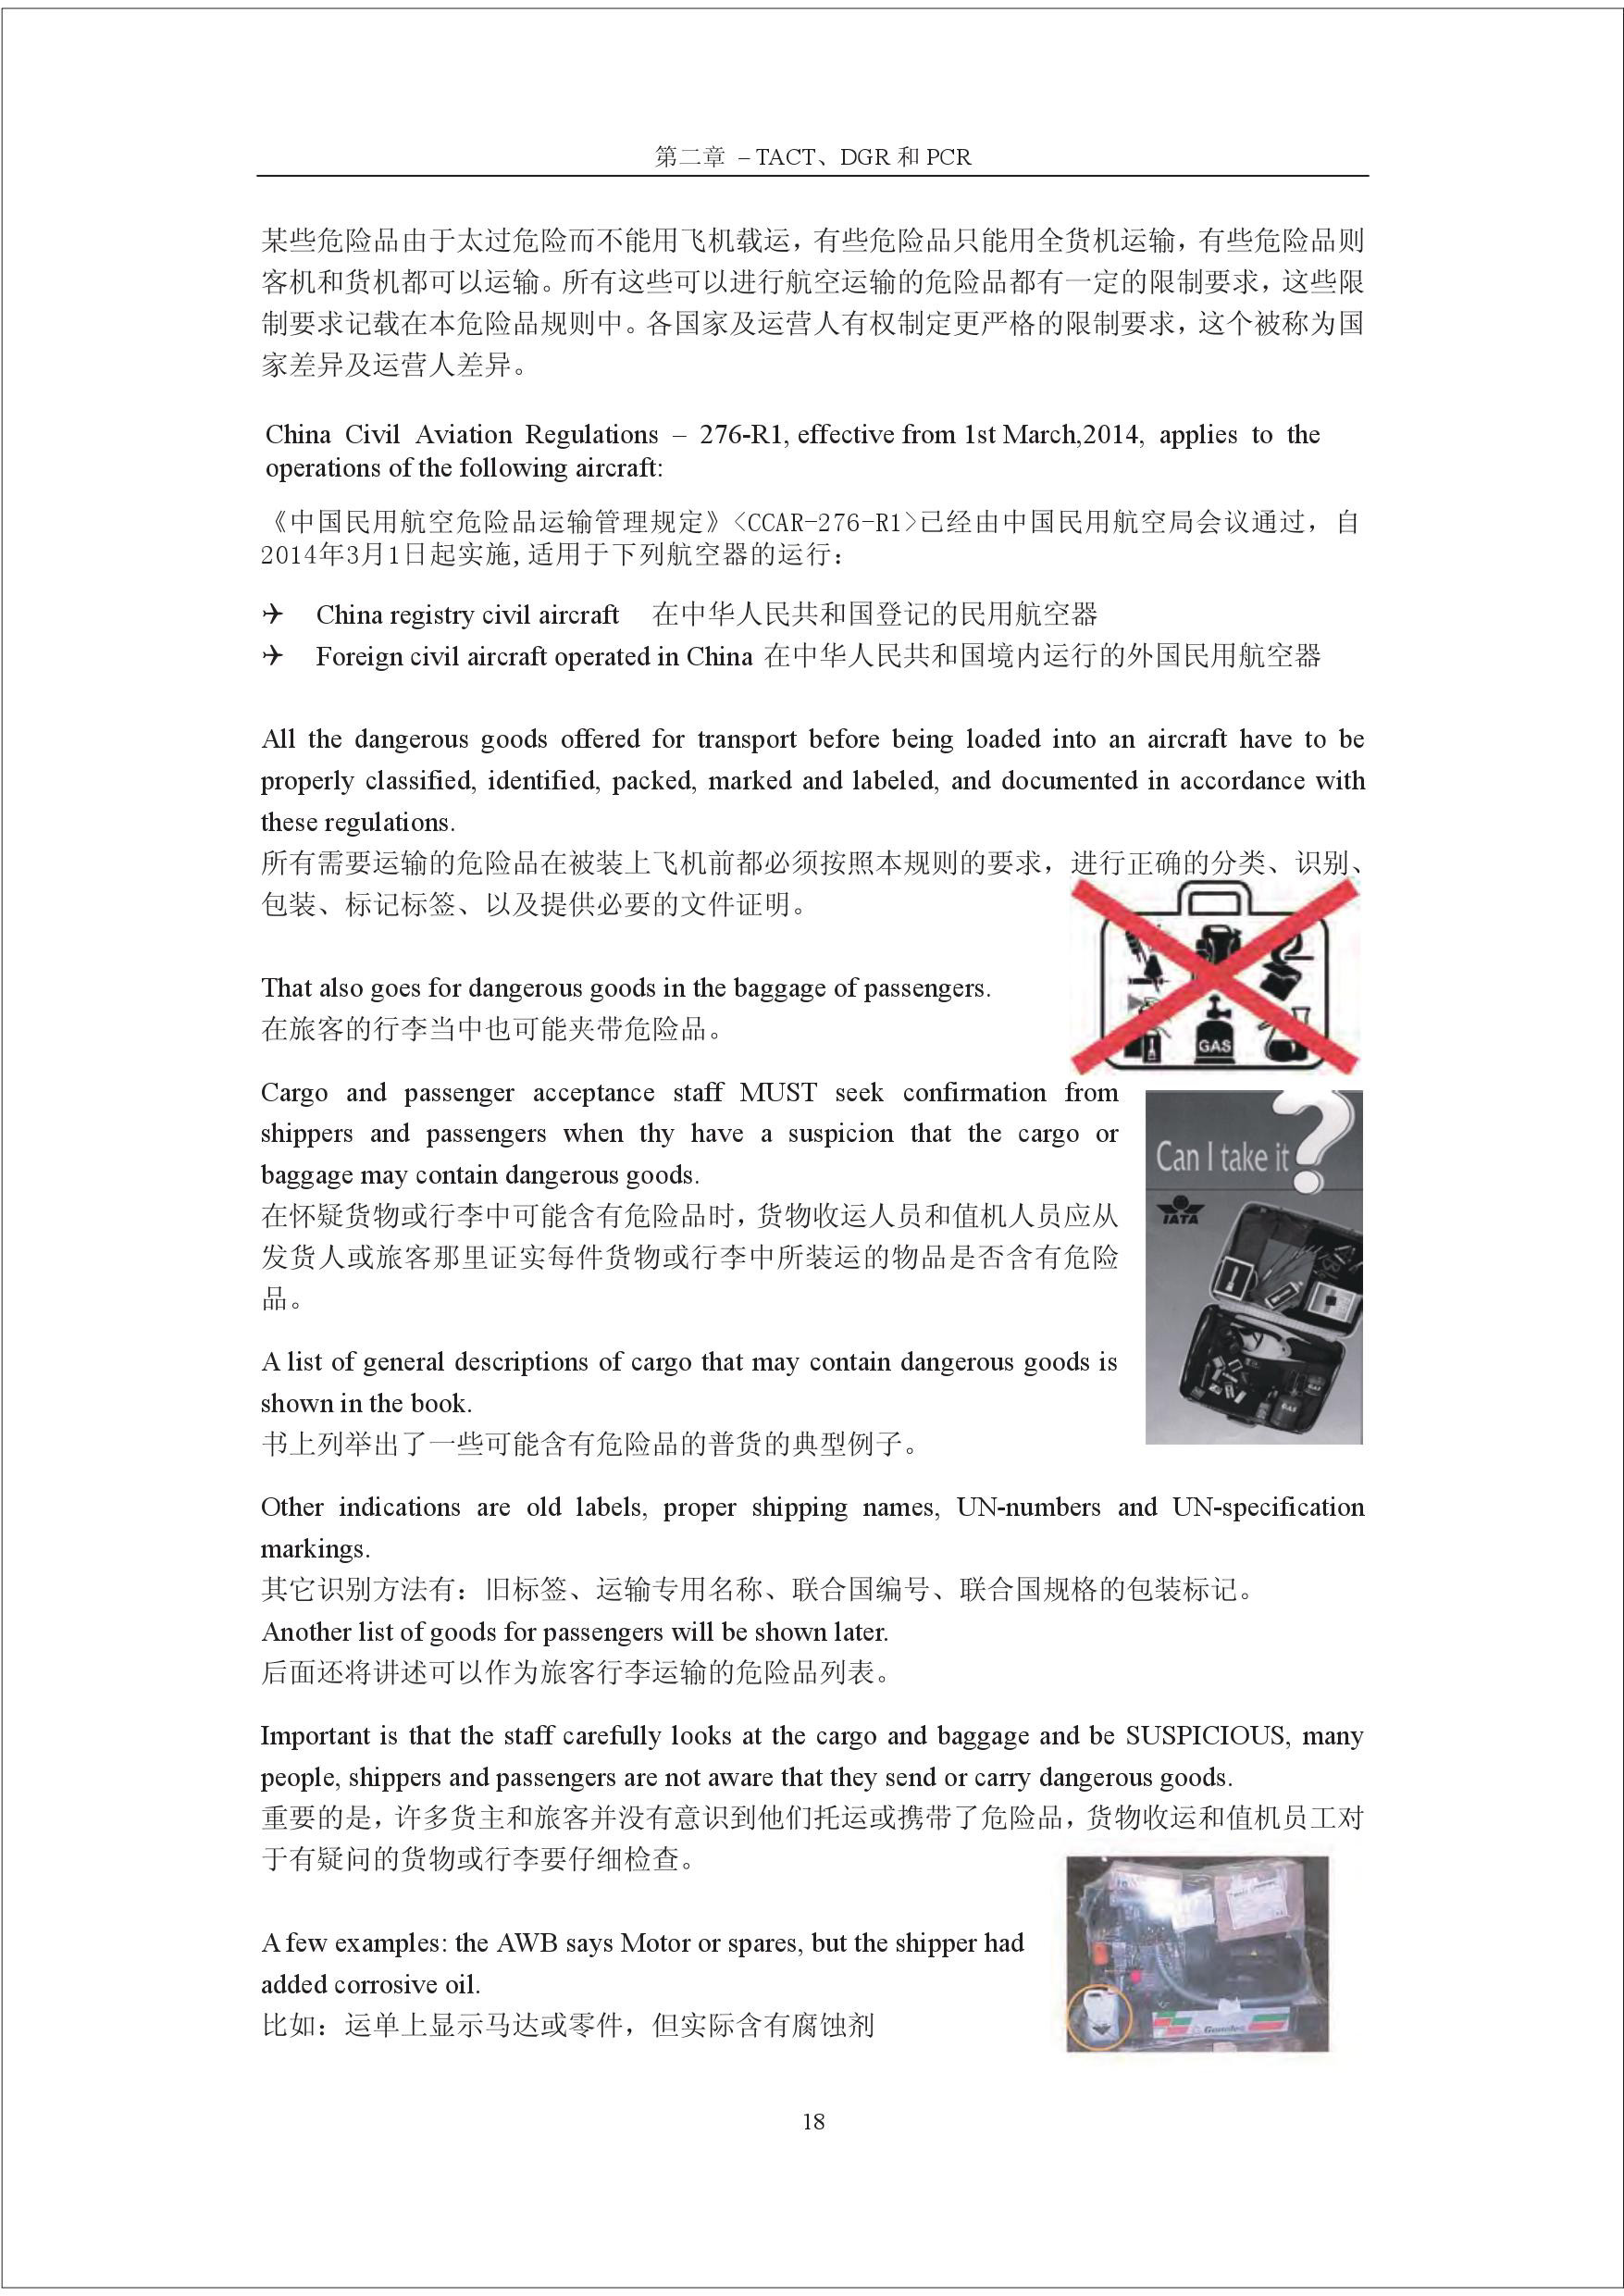 第二章 – TACT、DGR 和 PCR
某些危险品由于太过危险而不能用飞机载运，有些危险品只能用全货机运输，有些危险品则
客机和货机都可以运输。所有这些可以进行航空运输的危险品都有一定的限制要求，这些限
制要求记载在本危险品规则中。各国家及运营人有权制定更严格的限制要求，这个被称为国
家差异及运营人差异。
China Civil Aviation Regulations – 276-R1, effective from 1st March,2014, applies to the
operations of the following aircraft:
《中国民用航空危险品运输管理规定》<CCAR-276-R1>已经由中国民用航空局会议通过，自
2014年3月1日起实施,适用于下列航空器的运行：
✈ China registry civil aircraft 在中华人民共和国登记的民用航空器
✈ Foreign civil aircraft operated in China 在中华人民共和国境内运行的外国民用航空器
All the dangerous goods offered for transport before being loaded into an aircraft have to be
properly classified, identified, packed, marked and labeled, and documented in accordance with
these regulations.
所有需要运输的危险品在被装上飞机前都必须按照本规则的要求，进行正确的分类、识别、
包装、标记标签、以及提供必要的文件证明。
GAS
That also goes for dangerous goods in the baggage of passengers.
在旅客的行李当中也可能夹带危险品。
Cargo and passenger acceptance staff MUST seek confirmation from
shippers and passengers when thy have a suspicion that the cargo or
baggage may contain dangerous goods.
在怀疑货物或行李中可能含有危险品时，货物收运人员和值机人员应从
发货人或旅客那里证实每件货物或行李中所装运的物品是否含有危险
品。
Can I take it?
IATA
GAS
A list of general descriptions of cargo that may contain dangerous goods is
shown in the book.
书上列举出了一些可能含有危险品的普货的典型例子。
Other indications are old labels, proper shipping names, UN-numbers and UN-specification
markings.
其它识别方法有：旧标签、运输专用名称、联合国编号、联合国规格的包装标记。
Another list of goods for passengers will be shown later.
后面还将讲述可以作为旅客行李运输的危险品列表。
Important is that the staff carefully looks at the cargo and baggage and be SUSPICIOUS, many
people, shippers and passengers are not aware that they send or carry dangerous goods.
重要的是，许多货主和旅客并没有意识到他们托运或携带了危险品，货物收运和值机员工对
于有疑问的货物或行李要仔细检查。
A few examples: the AWB says Motor or spares, but the shipper had
added corrosive oil.
比如：运单上显示马达或零件，但实际含有腐蚀剂
18